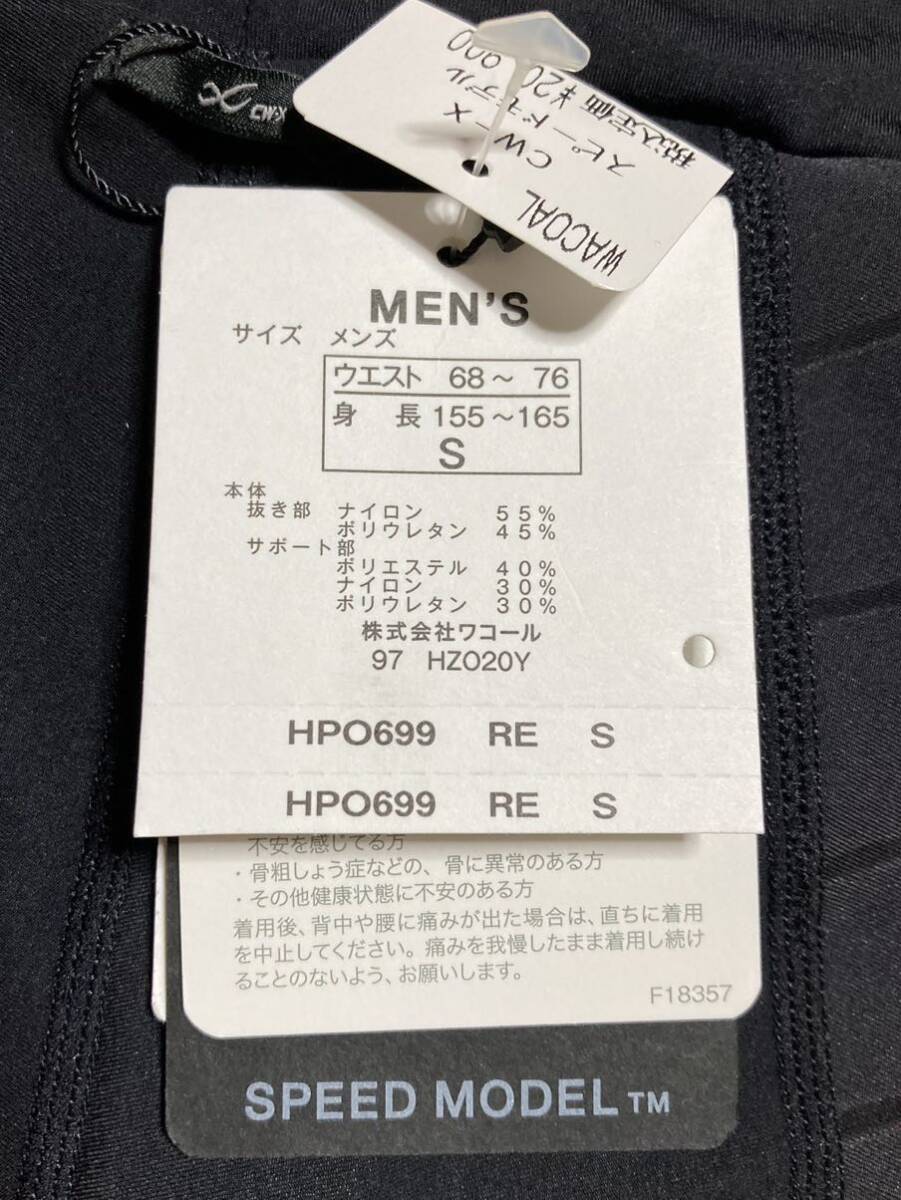 CW-X
WACOAL
CW-X
スピードモデル
税込定価 ¥20,900
MEN'S
サイズ メンズ
ウエスト 68～76
身長 155～165
S
本体
抜き部 ナイロン 55%
ポリウレタン 45%
サポート部
ポリエステル 40%
ナイロン 30%
ポリウレタン 30%
株式会社ワコール
97 HZO20Y
HPO699 RE S
HPO699 RE S
不安を感じてる方
・骨粗しょう症などの、骨に異常のある方
・その他健康状態に不安のある方
着用後、背中や腰に痛みが出た場合は、直ちに着用
を中止してください。痛みを我慢したまま着用し続け
ることのないよう、お願いします。
F18357
SPEED MODEL TM